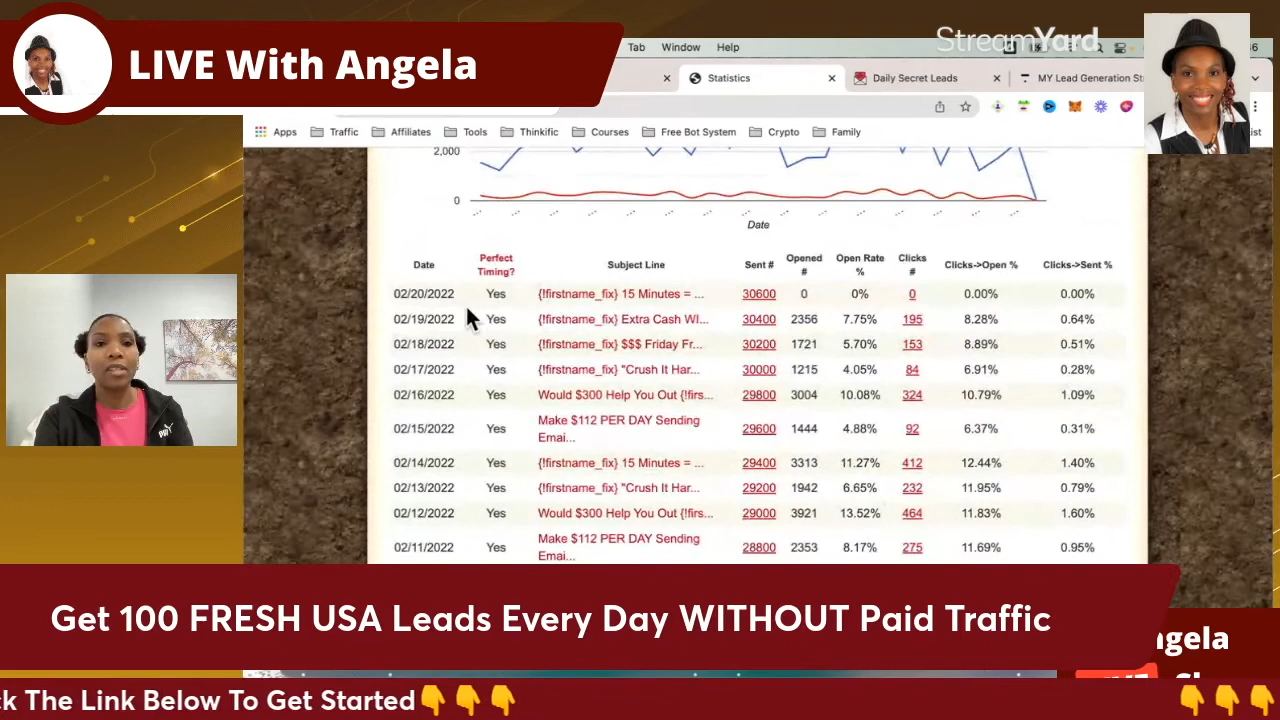 LIVE With Angela
StreamYard
Tab Window Help
Statistics
Daily Secret Leads
MY Lead Generation St
Apps Traffic Affiliates Tools Thinkific Courses Free Bot System Crypto Family
2,000
0
Date
Date Perfect Timing? Subject Line Sent # Opened # Open Rate % Clicks # Clicks->Open % Clicks->Sent %
02/20/2022 Yes {!firstname_fix} 15 Minutes = ... 30600 0 0% 0 0.00% 0.00%
02/19/2022 Yes {!firstname_fix} Extra Cash WI... 30400 2356 7.75% 195 8.28% 0.64%
02/18/2022 Yes {!firstname_fix} $$$ Friday Fr... 30200 1721 5.70% 153 8.89% 0.51%
02/17/2022 Yes {!firstname_fix} "Crush It Har... 30000 1215 4.05% 84 6.91% 0.28%
02/16/2022 Yes Would $300 Help You Out {!firs... 29800 3004 10.08% 324 10.79% 1.09%
02/15/2022 Yes Make $112 PER DAY Sending Emai... 29600 1444 4.88% 92 6.37% 0.31%
02/14/2022 Yes {!firstname_fix} 15 Minutes = ... 29400 3313 11.27% 412 12.44% 1.40%
02/13/2022 Yes {!firstname_fix} "Crush It Har... 29200 1942 6.65% 232 11.95% 0.79%
02/12/2022 Yes Would $300 Help You Out {!firs... 29000 3921 13.52% 464 11.83% 1.60%
02/11/2022 Yes Make $112 PER DAY Sending Emai... 28800 2353 8.17% 275 11.69% 0.95%
Get 100 FRESH USA Leads Every Day WITHOUT Paid Traffic
ngela
ck The Link Below To Get Started👇👇👇 👇👇👇